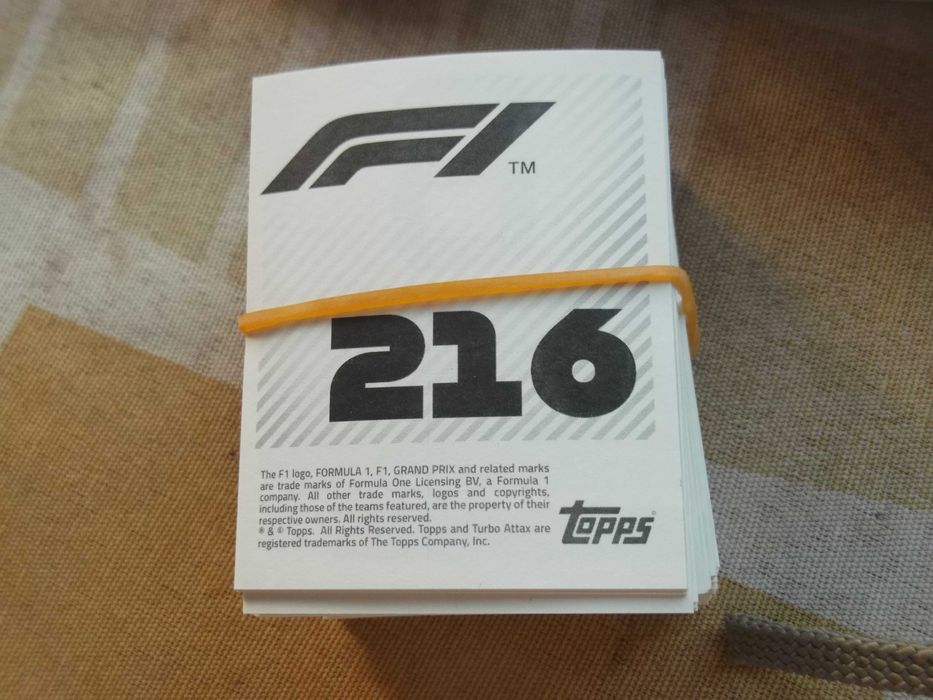 F1 TM
216
The F1 logo, FORMULA 1, F1, GRAND PRIX and related marks
are trade marks of Formula One Licensing BV, a Formula 1
company. All other trade marks, logos and copyrights,
including those of the teams featured, are the property of their
respective owners. All rights reserved.
® & © Topps. All Rights Reserved. Topps and Turbo Attax are
registered trademarks of The Topps Company, Inc.
topps®